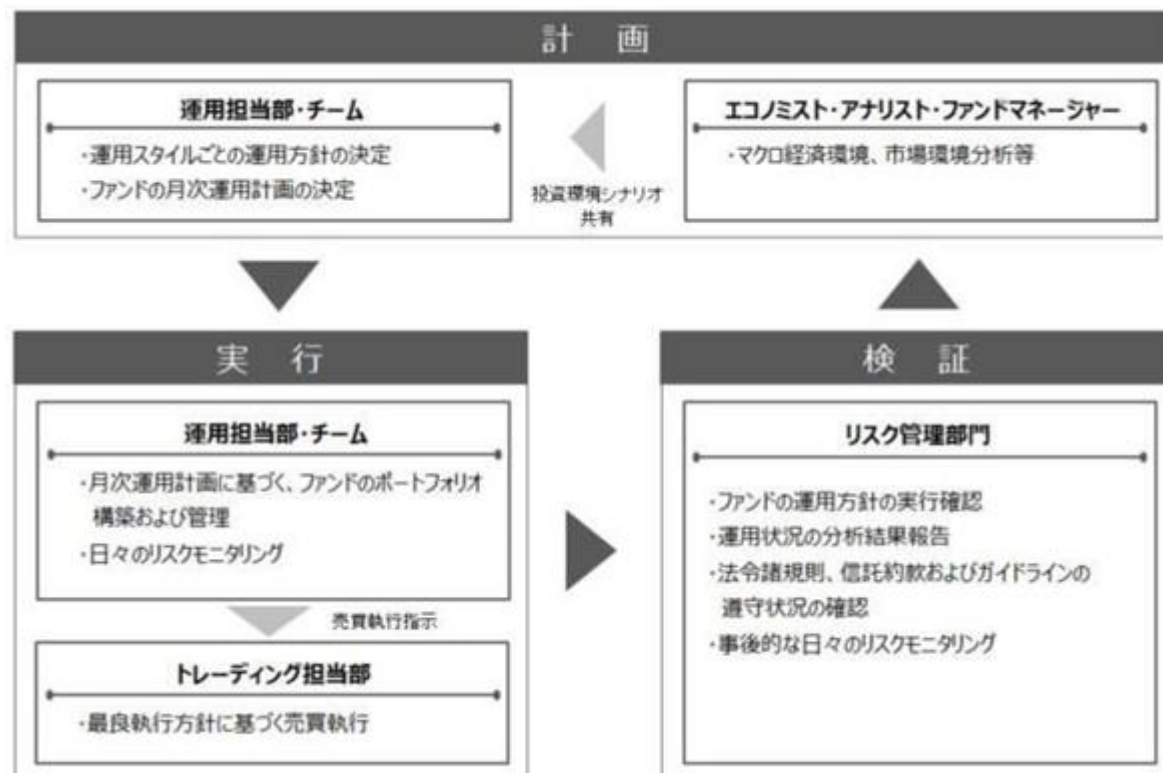 計 画
運用担当部・チーム
・運用スタイルごとの運用方針の決定
・ファンドの月次運用計画の決定
投資環境シナリオ
共有
エコノミスト・アナリスト・ファンドマネージャー
・マクロ経済環境、市場環境分析等
実 行
運用担当部・チーム
・月次運用計画に基づく、ファンドのポートフォリオ
構築および管理
・日々のリスクモニタリング
売買執行指示
トレーディング担当部
・最良執行方針に基づく売買執行
検 証
リスク管理部門
・ファンドの運用方針の実行確認
・運用状況の分析結果報告
・法令諸規則、信託約款およびガイドラインの
遵守状況の確認
・事後的な日々のリスクモニタリング